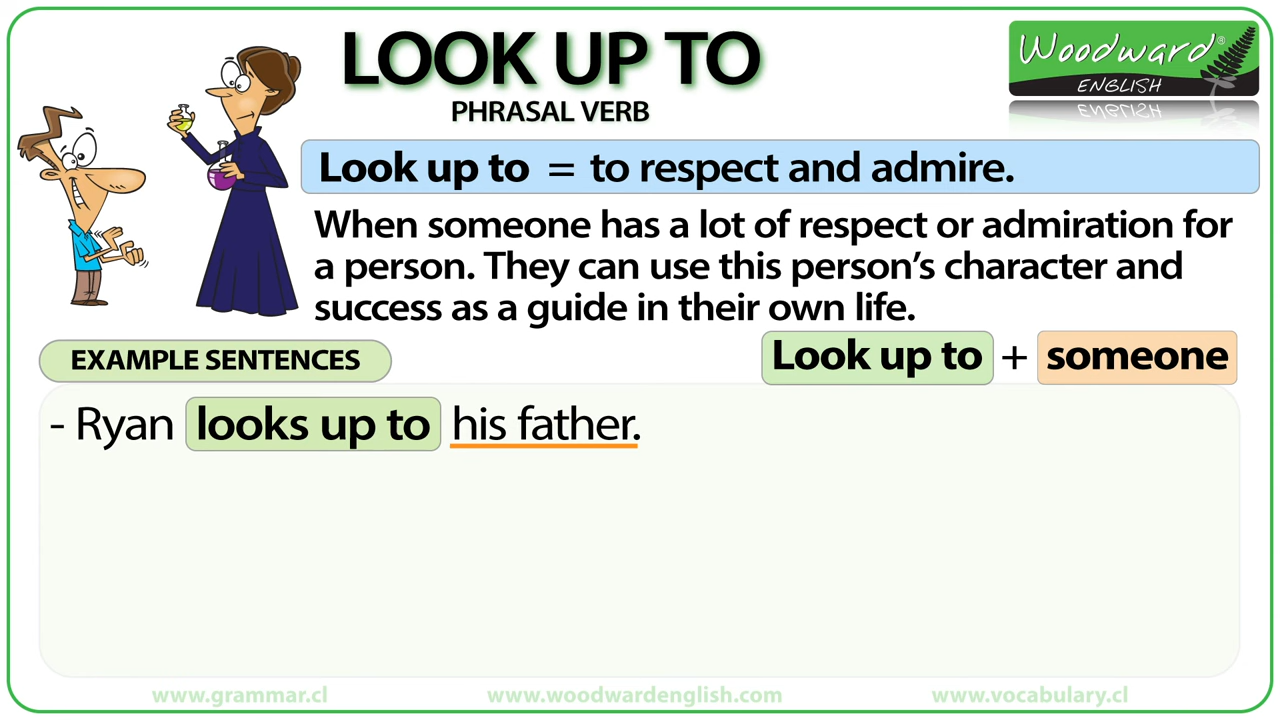 LOOK UP TO
PHRASAL VERB
Woodward®
ENGLISH
Look up to = to respect and admire.
When someone has a lot of respect or admiration for
a person. They can use this person's character and
success as a guide in their own life.
EXAMPLE SENTENCES
Look up to + someone
- Ryan looks up to his father.
www.grammar.cl
www.woodwardenglish.com
www.vocabulary.cl